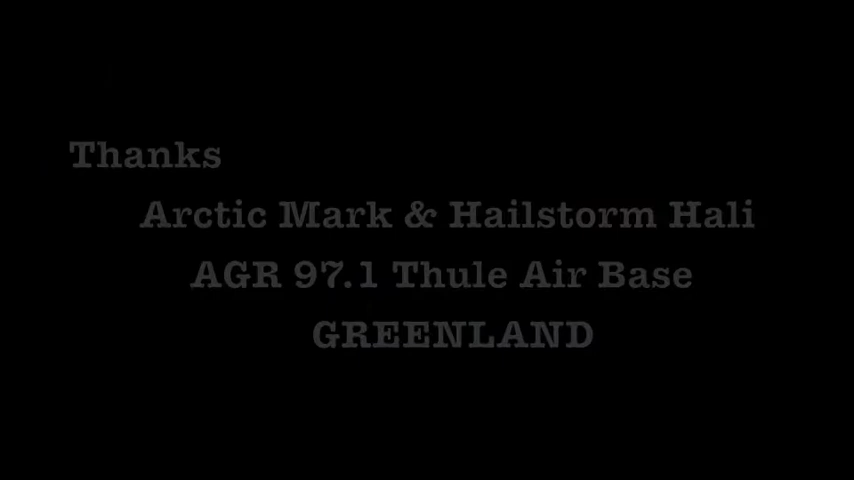 Thanks
Arctic Mark & Hailstorm Hali
AGR 97.1 Thule Air Base
GREENLAND